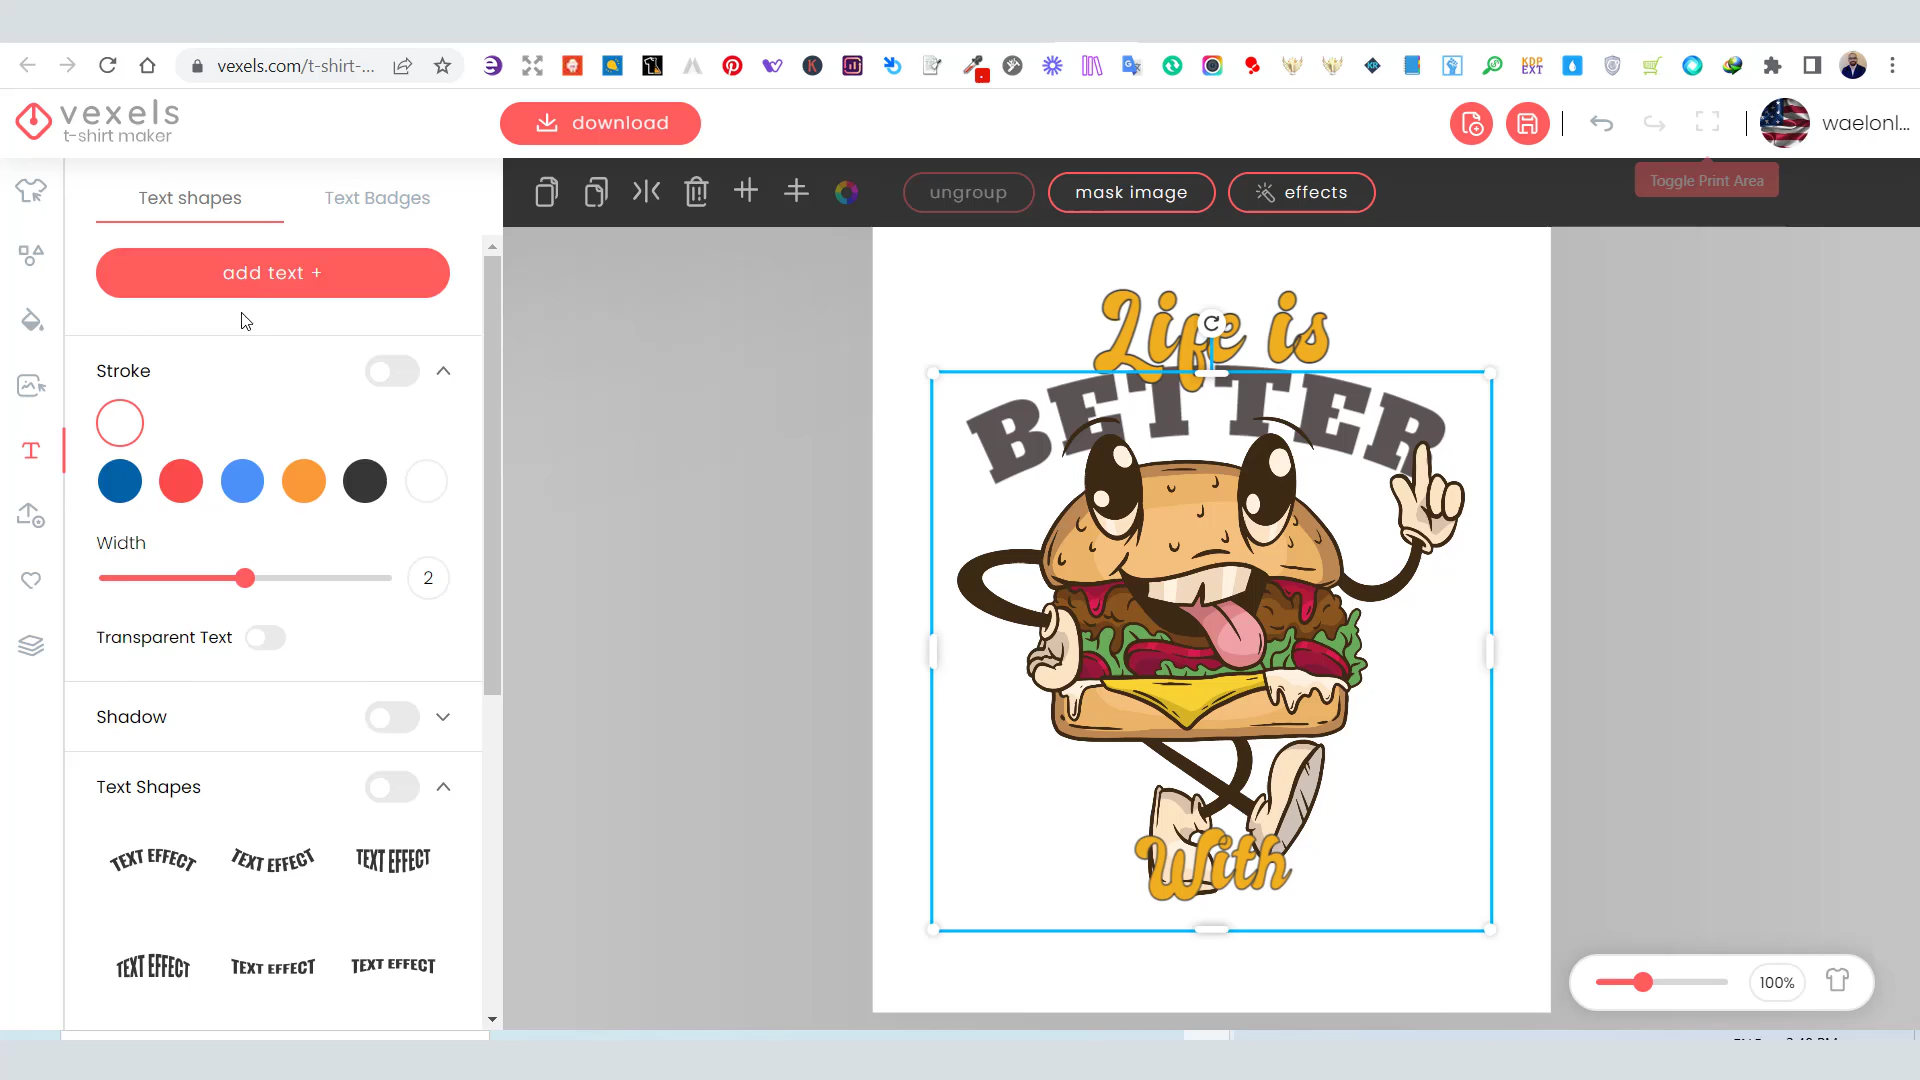 vexels.com/t-shirt-...
KDP
EXT
vexels
t-shirt maker
download
waelonl...
Toggle Print Area
Text shapes
Text Badges
ungroup
mask image
effects
add text +
Stroke
Width
2
Transparent Text
Shadow
Text Shapes
TEXT EFFECT
TEXT EFFECT
TEXT EFFECT
TEXT EFFECT
TEXT EFFECT
TEXT EFFECT
Life is
BETTER
With
100%